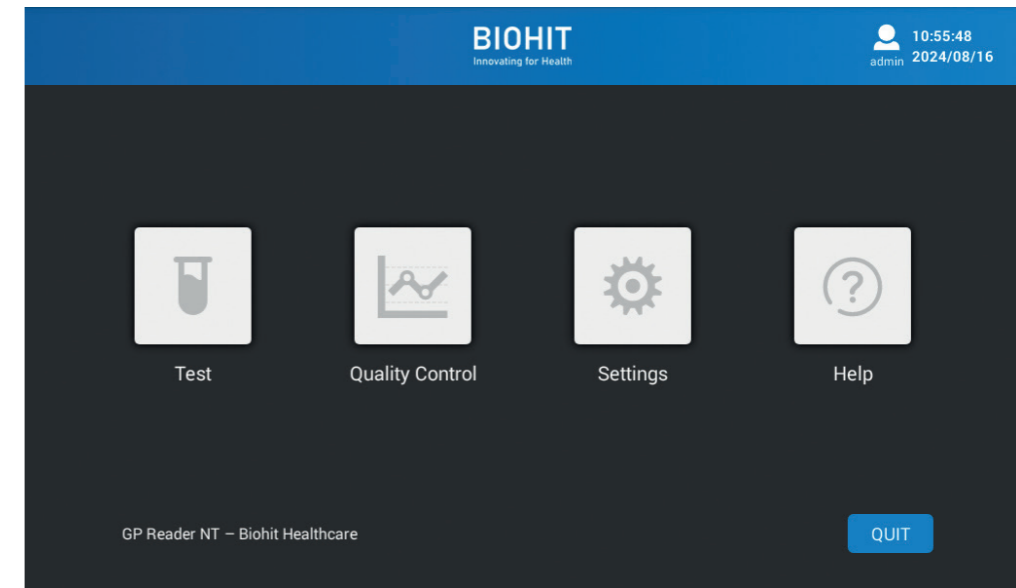 BIOHIT
Innovating for Health
10:55:48
admin 2024/08/16
Test Quality Control Settings Help
GP Reader NT – Biohit Healthcare QUIT